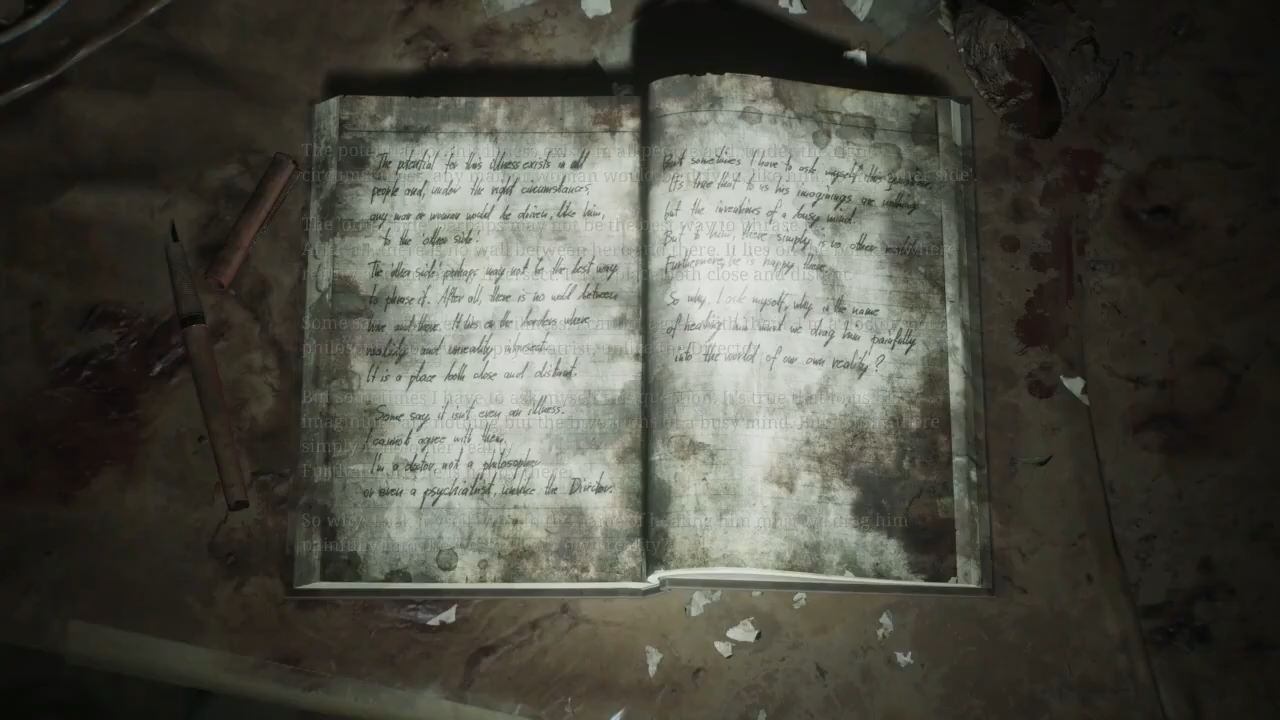 The potential for this illness exists in all
people and, under the right circumstances,
any man or woman would be driven, like him,
to the 'other side'.
The 'other side' perhaps may not be the best way
to phrase it. After all, there is no wall between
here and there. It lies on the borders where
reality and unreality intersect.
It is a place both close and distant.
Some say it isn't even an illness.
I cannot agree with them.
I'm a doctor, not a philosopher
or even a psychiatrist, unlike the Director.
But sometimes I have to ask myself this question.
It's true that to us his imaginings are nothing
but the inventions of a busy mind.
But to him, there simply is no other reality.
Furthermore, he is happy there.
So why, I ask myself, why in the name
of healing him must we drag him painfully
into the world of our own reality?